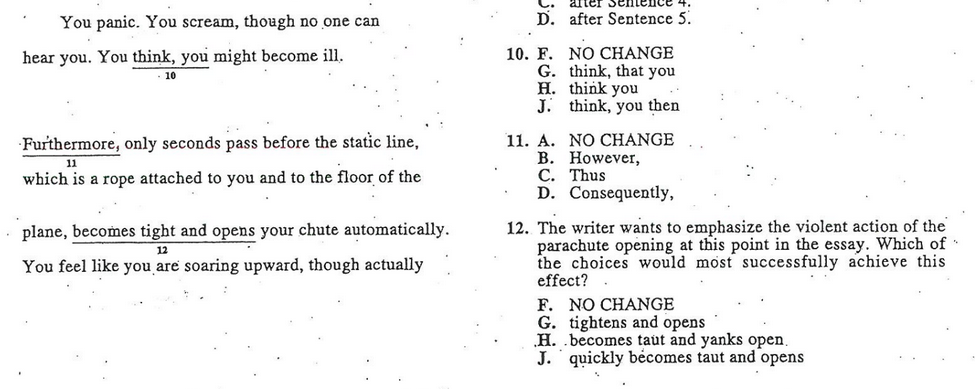 You panic. You scream, though no one can
hear you. You think, you might become ill.
10
Furthermore, only seconds pass before the static line,
11
which is a rope attached to you and to the floor of the
plane, becomes tight and opens your chute automatically.
12
You feel like you are soaring upward, though actually
C. after Sentence 4.
D. after Sentence 5.
10. F. NO CHANGE
G. think, that you
H. think you
J. think, you then
11. A. NO CHANGE
B. However,
C. Thus
D. Consequently,
12. The writer wants to emphasize the violent action of the
parachute opening at this point in the essay. Which of
the choices would most successfully achieve this
effect?
F. NO CHANGE
G. tightens and opens
H. becomes taut and yanks open
J. quickly becomes taut and opens